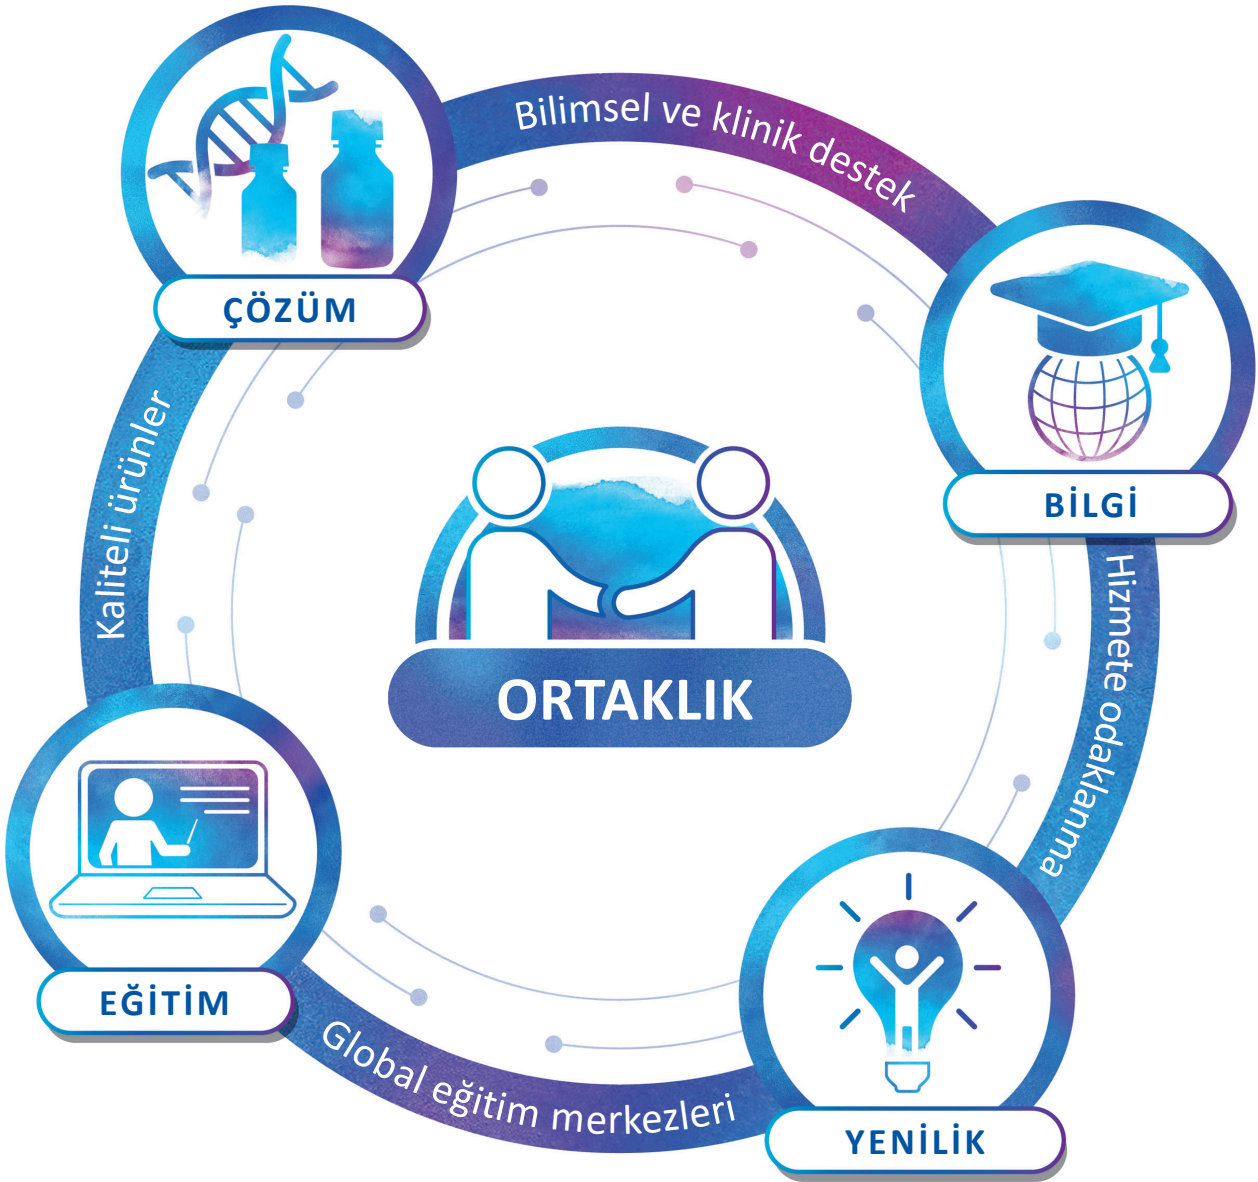 Bilimsel ve klinik destek
ÇÖZÜM
BİLGİ
Kaliteli ürünler
Hizmete odaklanma
ORTAKLIK
EĞİTİM
Global eğitim merkezleri
YENİLİK